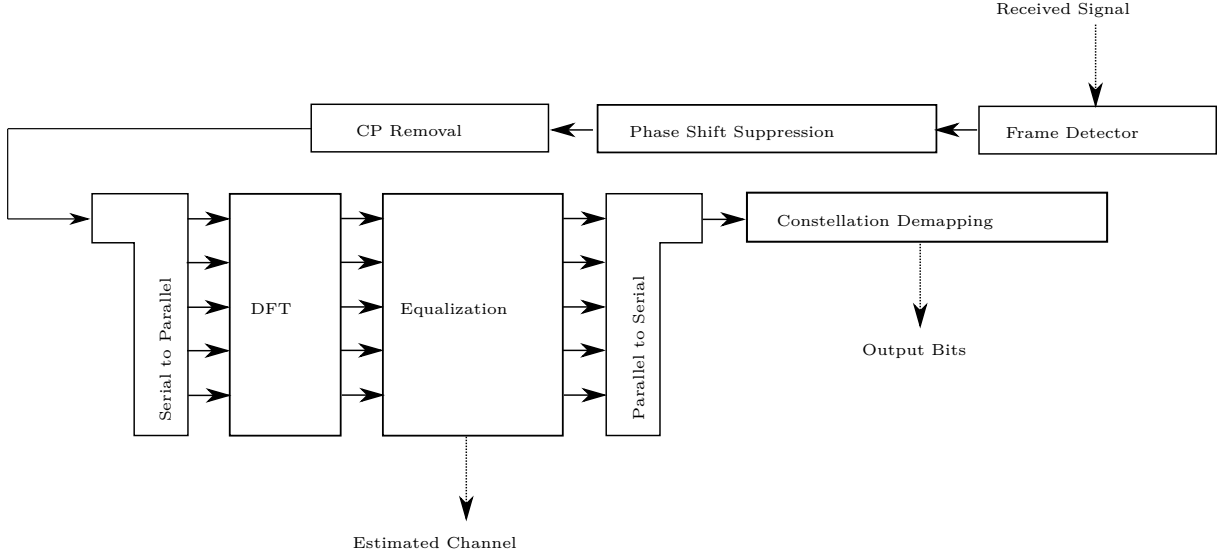 Received Signal
CP Removal
Phase Shift Suppression
Frame Detector
Serial to Parallel
DFT
Equalization
Parallel to Serial
Constellation Demapping
Output Bits
Estimated Channel